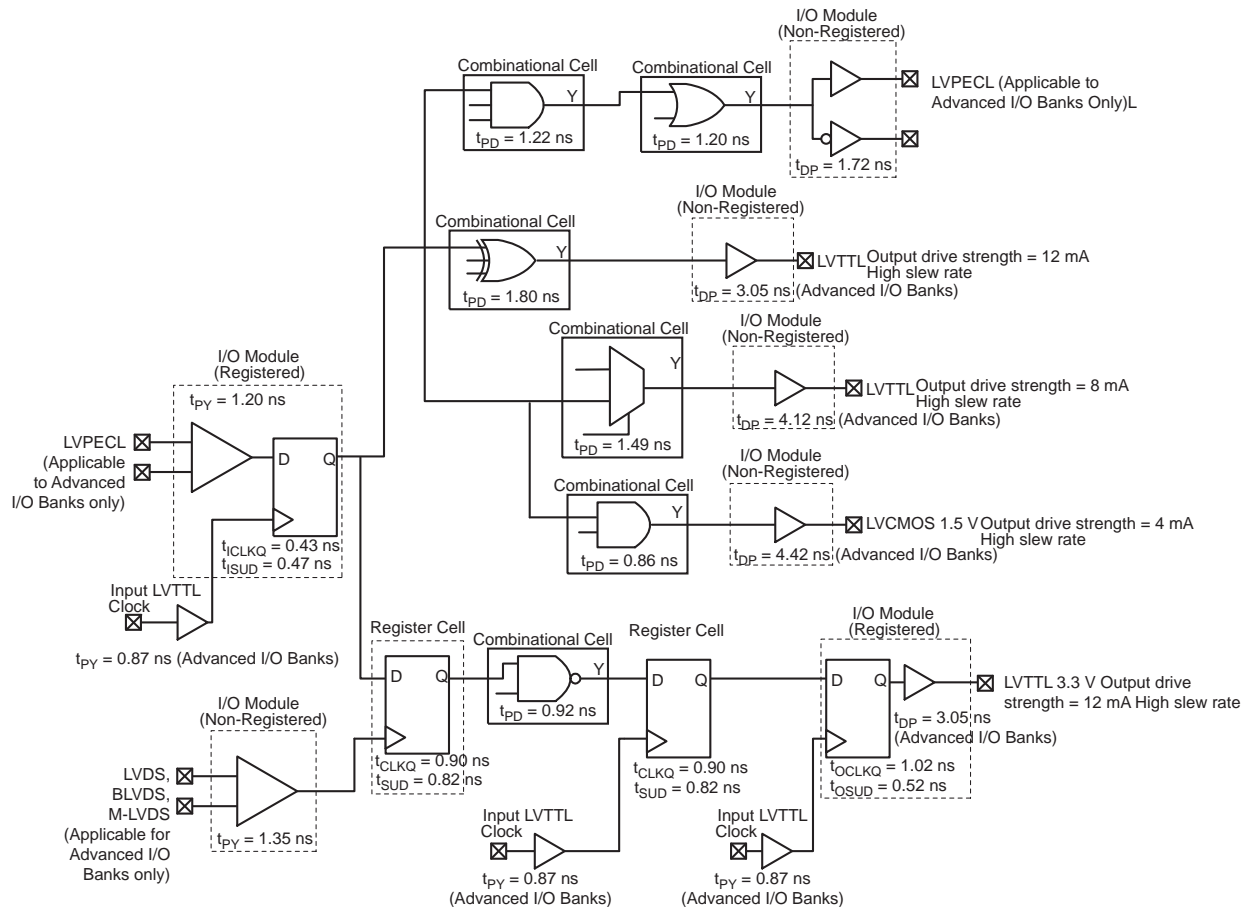 I/O Module
(Non-Registered)
Combinational Cell
Y
tPD = 1.22 ns
Combinational Cell
Y
tPD = 1.20 ns
tDP = 1.72 ns
LVPECL (Applicable to
Advanced I/O Banks Only)L
Combinational Cell
Y
tPD = 1.80 ns
I/O Module
(Non-Registered)
tDP = 3.05 ns (Advanced I/O Banks)
LVTTL Output drive strength = 12 mA
High slew rate
Combinational Cell
Y
tPD = 1.49 ns
I/O Module
(Non-Registered)
tDP = 4.12 ns (Advanced I/O Banks)
LVTTL Output drive strength = 8 mA
High slew rate
Combinational Cell
Y
tPD = 0.86 ns
I/O Module
(Non-Registered)
tDP = 4.42 ns (Advanced I/O Banks)
LVCMOS 1.5 V Output drive strength = 4 mA
High slew rate
I/O Module
(Registered)
tPY = 1.20 ns
LVPECL
(Applicable
to Advanced
I/O Banks only)
D
Q
tICLKQ = 0.43 ns
tISUD = 0.47 ns
Input LVTTL
Clock
tPY = 0.87 ns (Advanced I/O Banks)
I/O Module
(Non-Registered)
LVDS,
BLVDS,
M-LVDS
(Applicable for
Advanced I/O
Banks only)
tPY = 1.35 ns
Register Cell
D
Q
tCLKQ = 0.90 ns
tSUD = 0.82 ns
Combinational Cell
Y
tPD = 0.92 ns
Register Cell
D
Q
tCLKQ = 0.90 ns
tSUD = 0.82 ns
Input LVTTL
Clock
tPY = 0.87 ns
(Advanced I/O Banks)
I/O Module
(Registered)
D
Q
tDP = 3.05 ns
(Advanced I/O Banks)
tOCLKQ = 1.02 ns
tOSUD = 0.52 ns
LVTTL 3.3 V Output drive
strength = 12 mA High slew rate
Input LVTTL
Clock
tPY = 0.87 ns
(Advanced I/O Banks)